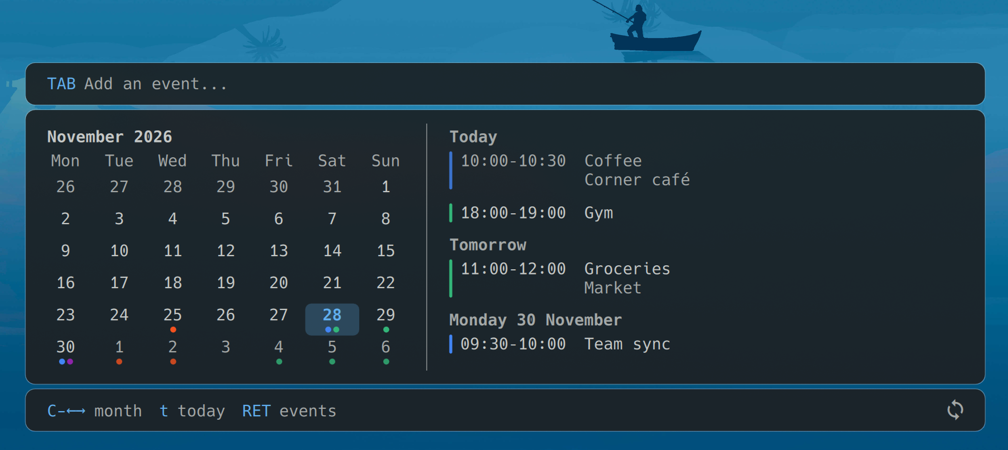 TAB Add an event...
November 2026
Mon Tue Wed Thu Fri Sat Sun
26 27 28 29 30 31 1
2 3 4 5 6 7 8
9 10 11 12 13 14 15
16 17 18 19 20 21 22
23 24 25 26 27 28 29
30 1 2 3 4 5 6
Today
10:00-10:30 Coffee
Corner café
18:00-19:00 Gym
Tomorrow
11:00-12:00 Groceries
Market
Monday 30 November
09:30-10:00 Team sync
C-←→ month t today RET events